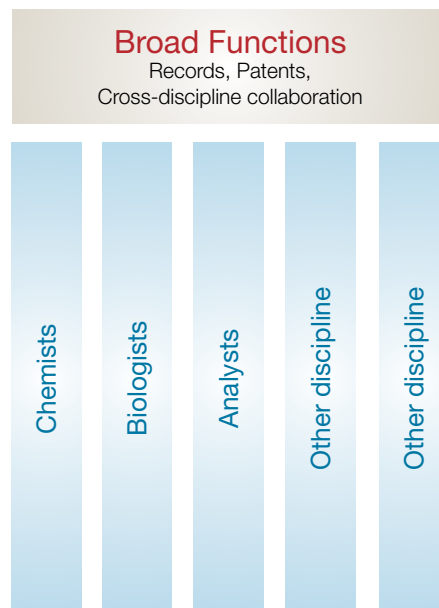 Broad Functions
Records, Patents,
Cross-discipline collaboration
Chemists
Biologists
Analysts
Other discipline
Other discipline